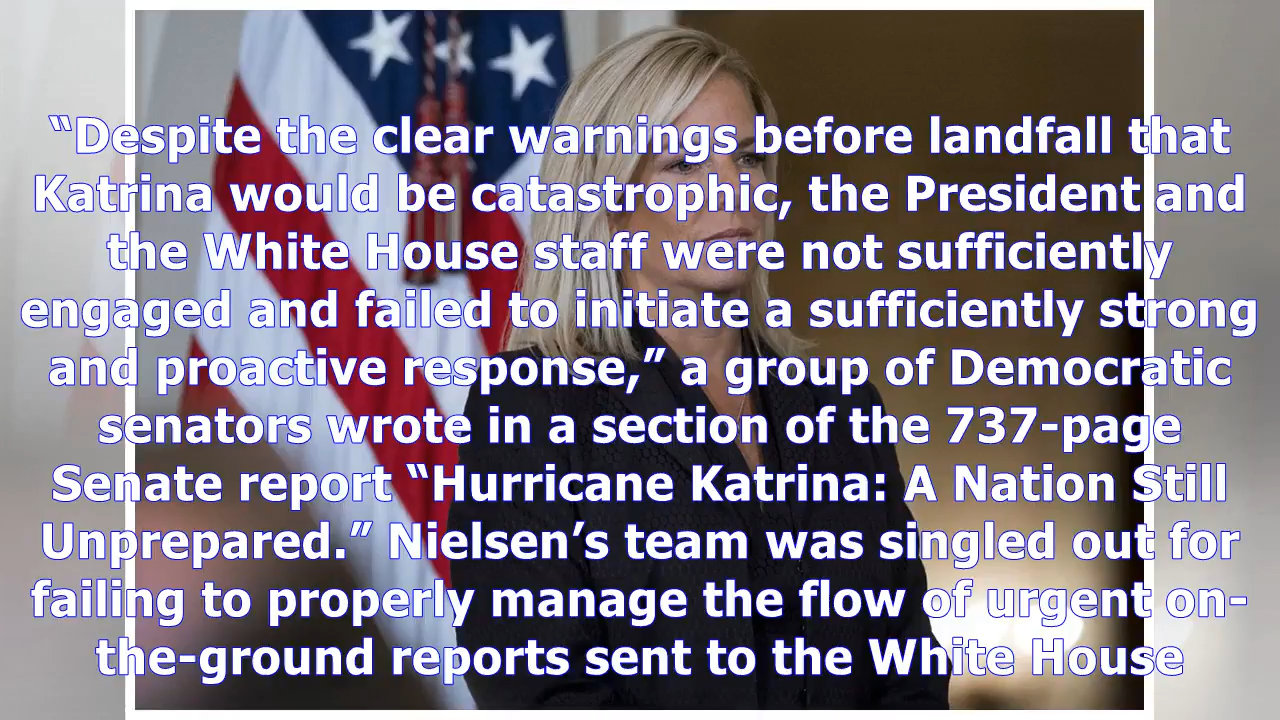 “Despite the clear warnings before landfall that
Katrina would be catastrophic, the President and
the White House staff were not sufficiently
engaged and failed to initiate a sufficiently strong
and proactive response,” a group of Democratic
senators wrote in a section of the 737-page
Senate report “Hurricane Katrina: A Nation Still
Unprepared.” Nielsen’s team was singled out for
failing to properly manage the flow of urgent on-
the-ground reports sent to the White House